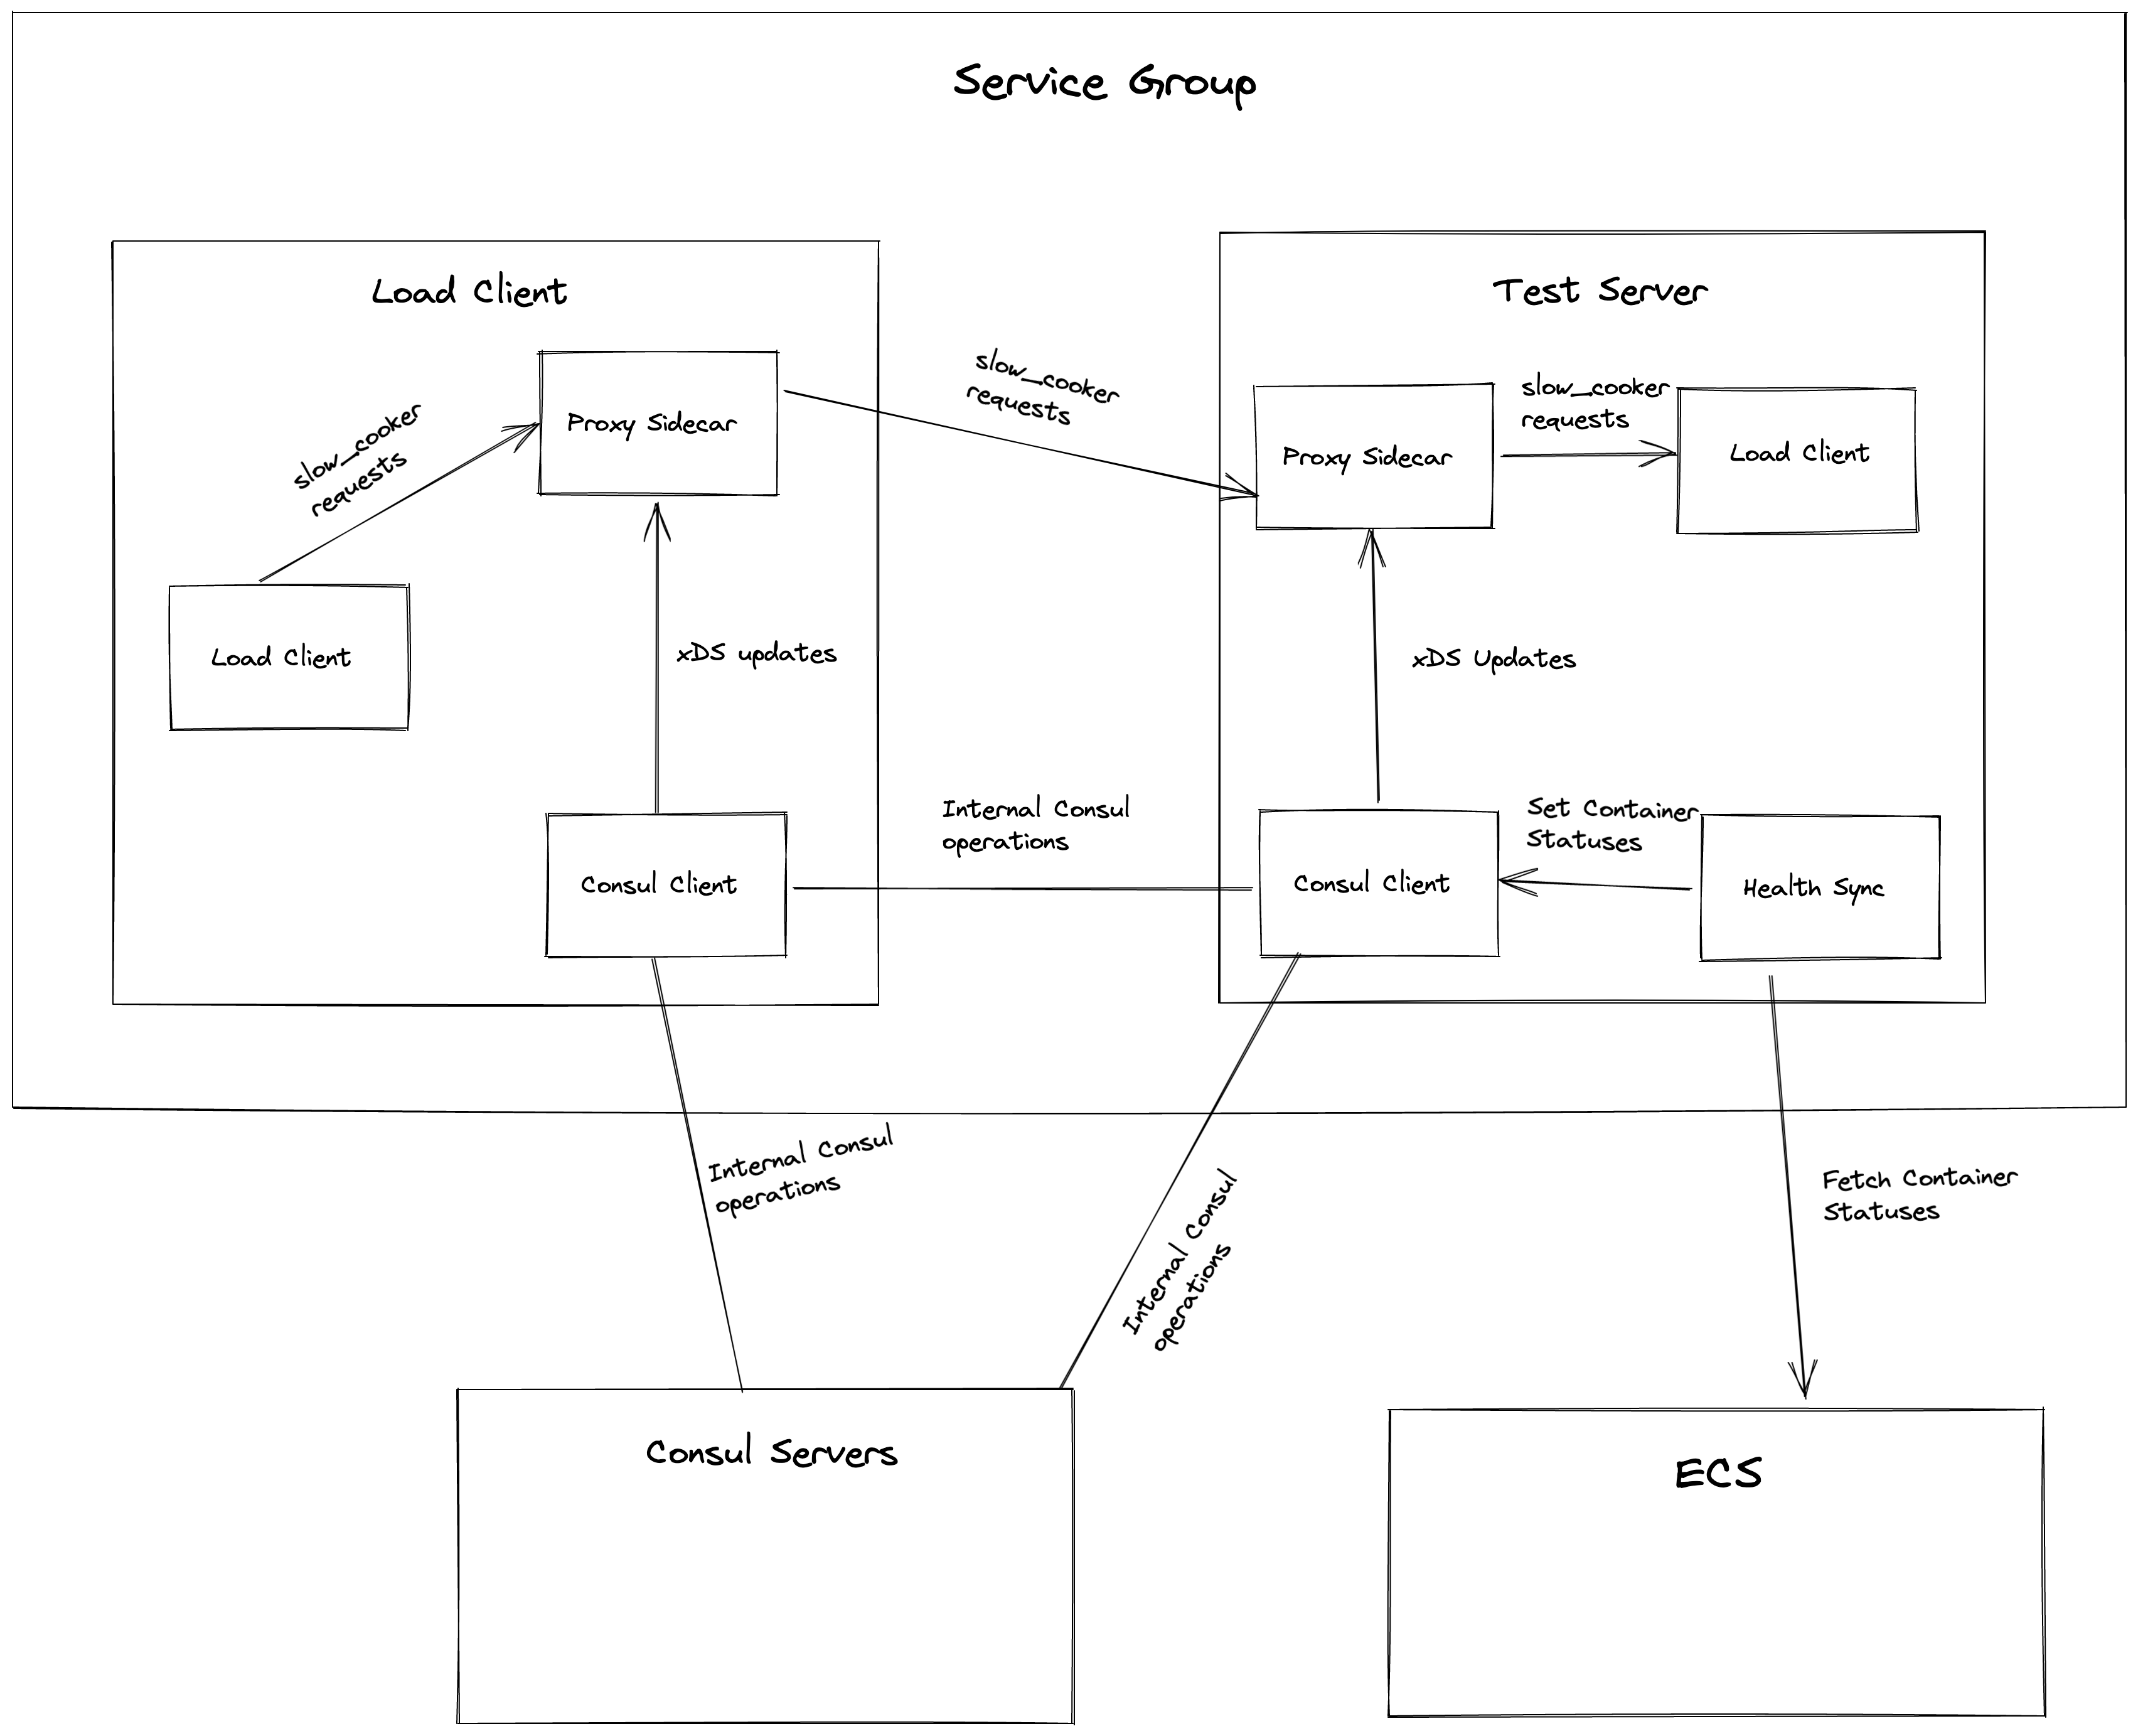 Service Group
Load Client
Test Server
slow_cooker
requests
Proxy Sidecar
slow_cooker
requests
Proxy Sidecar
slow_cooker
requests
Load Client
Load Client
xDS updates
xDS Updates
Internal Consul
operations
Set Container
Statuses
Consul Client
Consul Client
Health Sync
Internal Consul
operations
Internal Consul
operations
Fetch Container
Statuses
Consul Servers
ECS